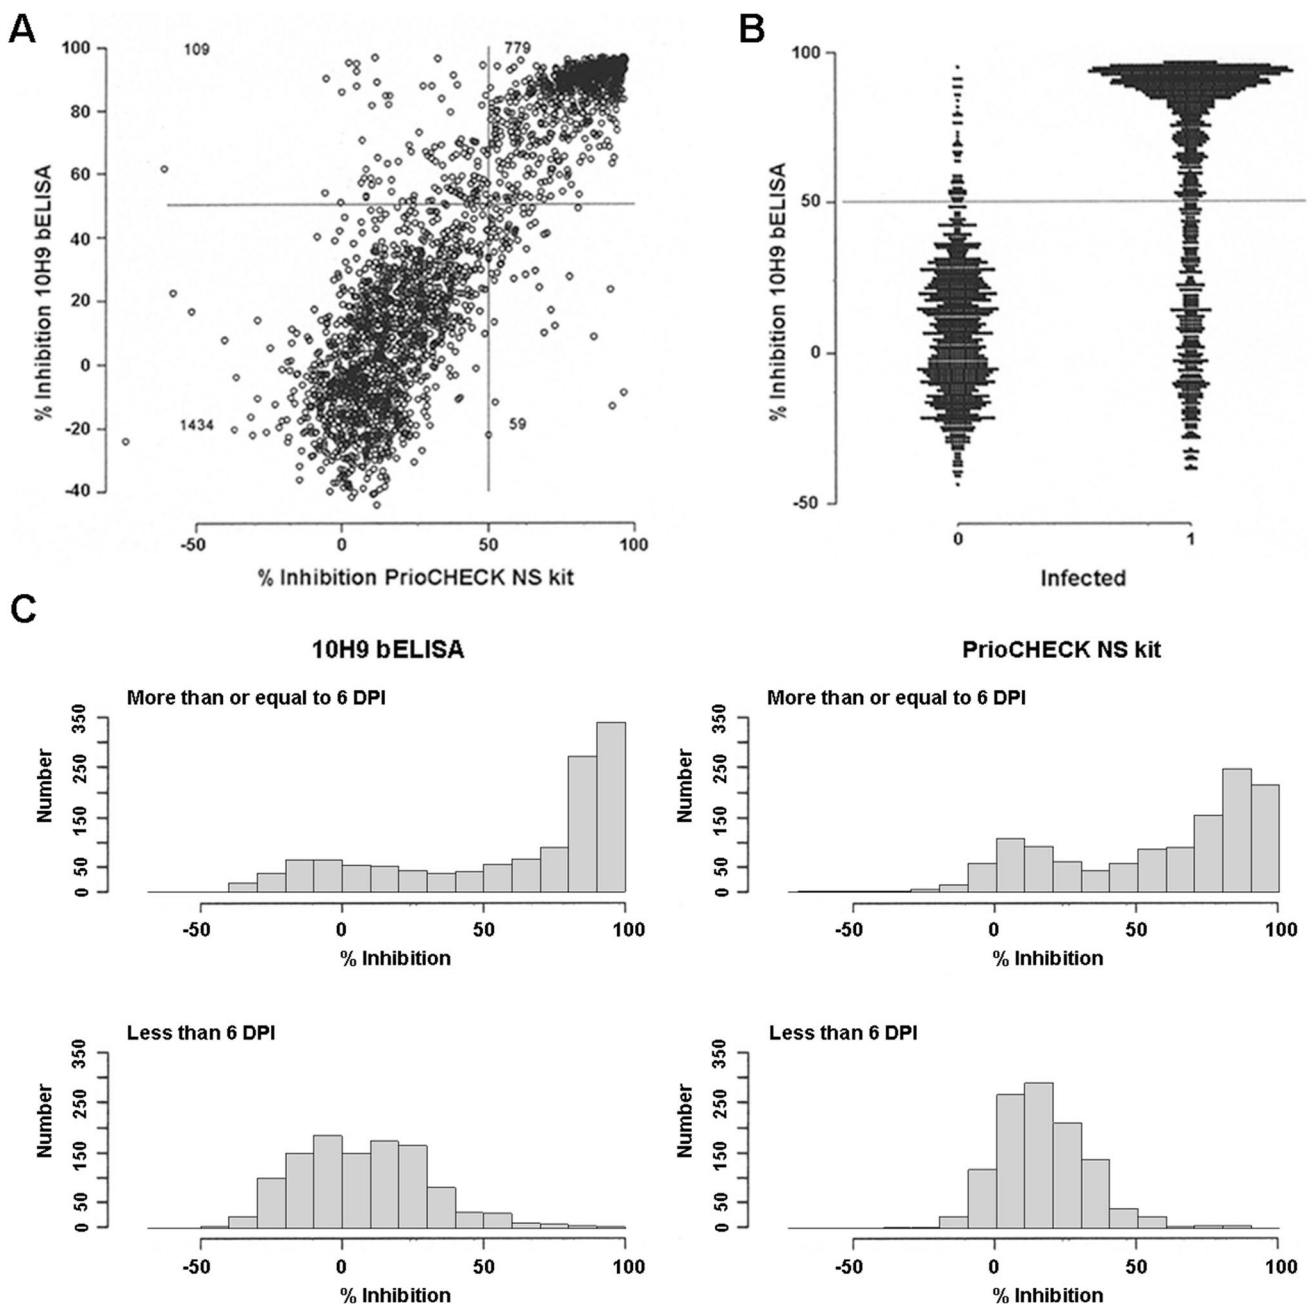 A
% Inhibition 10H9 bELISA
100
80
60
40
20
0
-20
-40
109
779
1434
59
-50
0
50
100
% Inhibition PrioCHECK NS kit
B
% Inhibition 10H9 bELISA
100
50
0
-50
0
1
Infected
C
10H9 bELISA
More than or equal to 6 DPI
Number
350
250
150
50
0
-50
0
50
100
% Inhibition
PrioCHECK NS kit
More than or equal to 6 DPI
Number
350
250
150
50
0
-50
0
50
100
% Inhibition
Less than 6 DPI
Number
350
250
150
50
0
-50
0
50
100
% Inhibition
Less than 6 DPI
Number
350
250
150
50
0
-50
0
50
100
% Inhibition